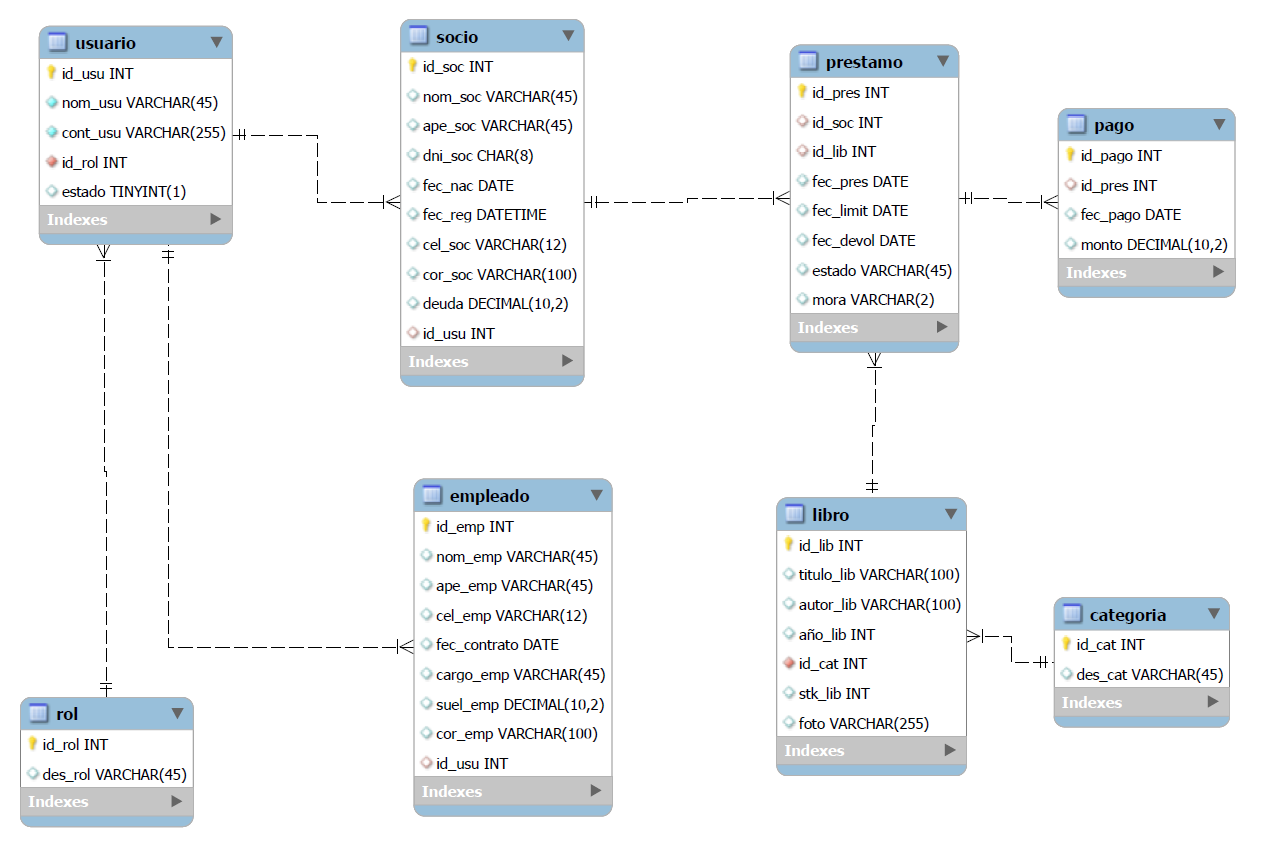 usuario
id_usu INT
nom_usu VARCHAR(45)
cont_usu VARCHAR(255)
id_rol INT
estado TINYINT(1)
Indexes
socio
id_soc INT
nom_soc VARCHAR(45)
ape_soc VARCHAR(45)
dni_soc CHAR(8)
fec_nac DATE
fec_reg DATETIME
cel_soc VARCHAR(12)
cor_soc VARCHAR(100)
deuda DECIMAL(10,2)
id_usu INT
Indexes
prestamo
id_pres INT
id_soc INT
id_lib INT
fec_pres DATE
fec_limit DATE
fec_devol DATE
estado VARCHAR(45)
mora VARCHAR(2)
Indexes
pago
id_pago INT
id_pres INT
fec_pago DATE
monto DECIMAL(10,2)
Indexes
empleado
id_emp INT
nom_emp VARCHAR(45)
ape_emp VARCHAR(45)
cel_emp VARCHAR(12)
fec_contrato DATE
cargo_emp VARCHAR(45)
suel_emp DECIMAL(10,2)
cor_emp VARCHAR(100)
id_usu INT
Indexes
libro
id_lib INT
titulo_lib VARCHAR(100)
autor_lib VARCHAR(100)
año_lib INT
id_cat INT
stk_lib INT
foto VARCHAR(255)
Indexes
categoria
id_cat INT
des_cat VARCHAR(45)
Indexes
rol
id_rol INT
des_rol VARCHAR(45)
Indexes